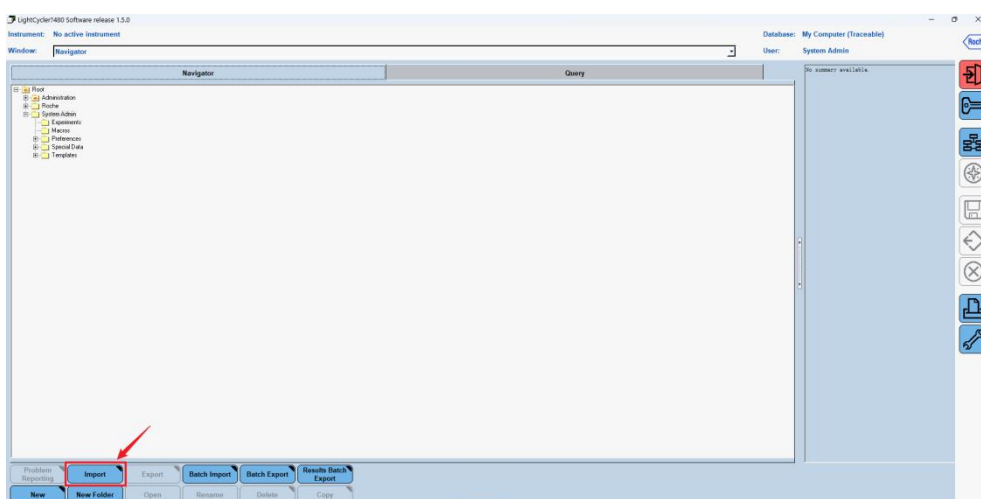 LightCycler?480 Software release 1.5.0
Instrument: No active instrument
Database: My Computer (Traceable)
Window: Navigator
User: System Admin
Roch
Navigator
Query
No summary available.
Root
Administration
Roche
System Admin
Experiments
Macros
Preferences
Special Data
Templates
Problem Reporting
Import
Export
Batch Import
Batch Export
Results Batch Export
New
New Folder
Open
Rename
Delete
Copy